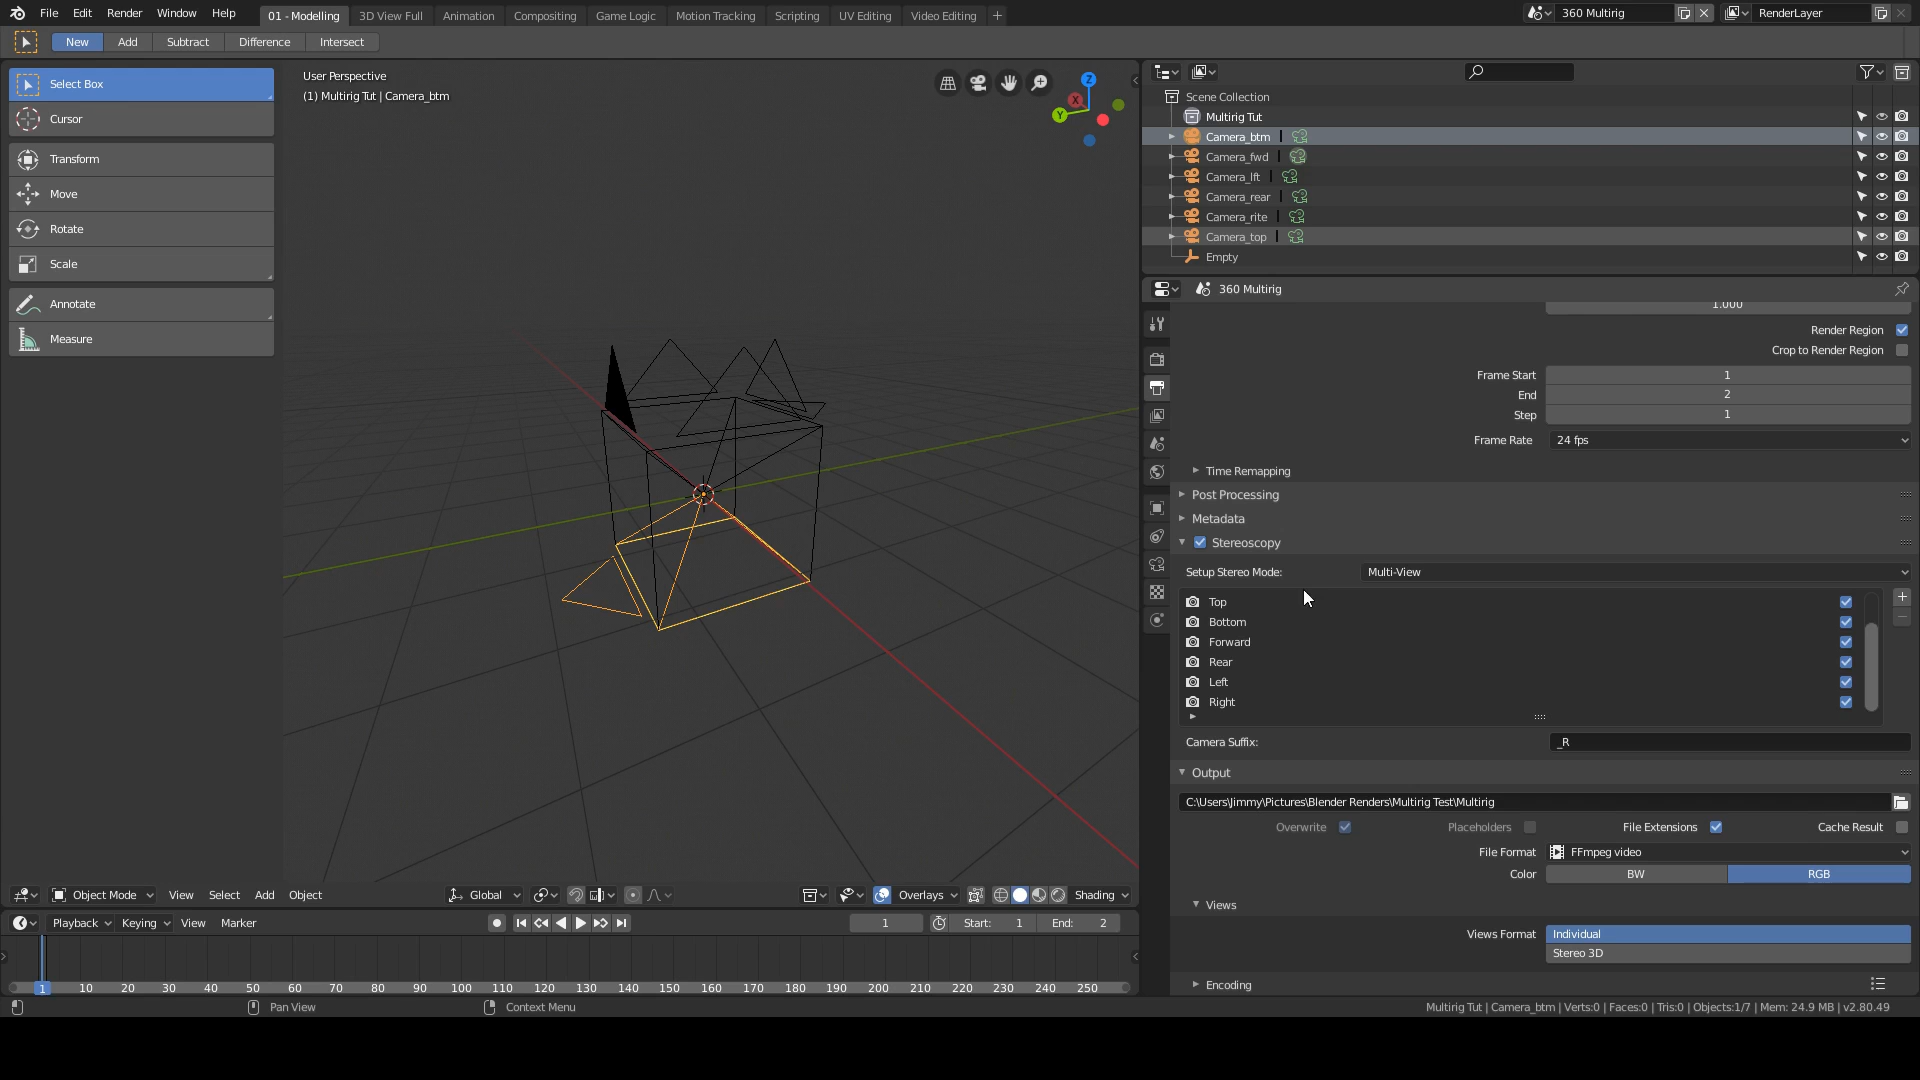 File Edit Render Window Help
01 - Modelling 3D View Full Animation Compositing Game Logic Motion Tracking Scripting UV Editing Video Editing +
360 Multirig
RenderLayer
New Add Subtract Difference Intersect
Select Box
Cursor
Transform
Move
Rotate
Scale
Annotate
Measure
User Perspective
(1) Multirig Tut | Camera_btm
Z
X
Y
Scene Collection
Multirig Tut
Camera_btm
Camera_fwd
Camera_lft
Camera_rear
Camera_rite
Camera_top
Empty
360 Multirig
1.000
Render Region
Crop to Render Region
Frame Start 1
End 2
Step 1
Frame Rate 24 fps
Time Remapping
Post Processing
Metadata
Stereoscopy
Setup Stereo Mode: Multi-View
Top
Bottom
Forward
Rear
Left
Right
Camera Suffix: _R
Output
C:\Users\Jimmy\Pictures\Blender Renders\Multirig Test\Multirig
Overwrite Placeholders File Extensions Cache Result
File Format FFmpeg video
Color BW RGB
Views
Views Format Individual
Stereo 3D
Encoding
Object Mode View Select Add Object Global Overlays Shading
Playback Keying View Marker 1 Start: 1 End: 2
1 10 20 30 40 50 60 70 80 90 100 110 120 130 140 150 160 170 180 190 200 210 220 230 240 250
Pan View Context Menu
Multirig Tut | Camera_btm | Verts:0 | Faces:0 | Tris:0 | Objects:1/7 | Mem: 24.9 MB | v2.80.49